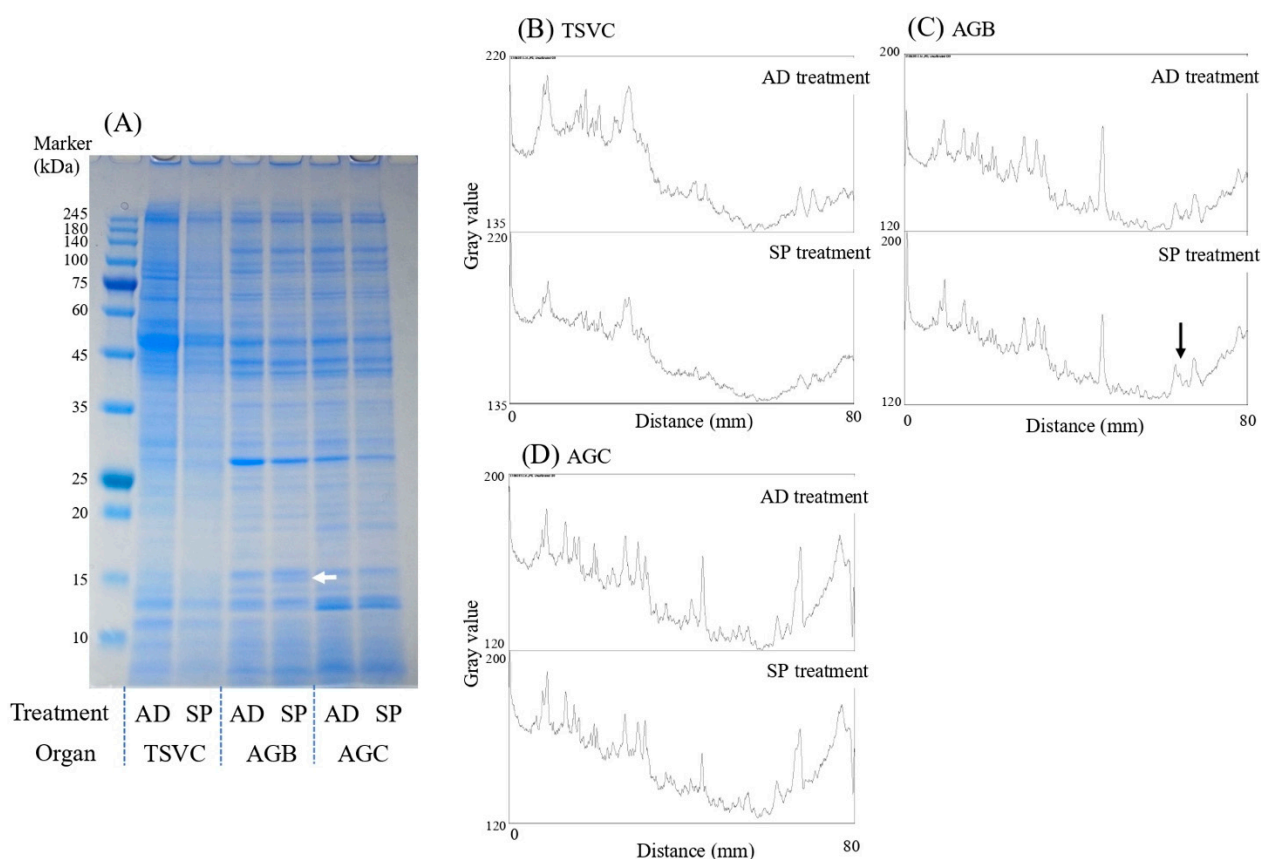 (A)
Marker
(kDa)
245
180
140
100
75
60
45
35
25
20
15
10
Treatment AD SP AD SP AD SP
Organ TSVC AGB AGC
(B) TSVC
220
AD treatment
135
220
SP treatment
135
Gray value
0 80
Distance (mm)
(C) AGB
200
AD treatment
120
200
SP treatment
120
0 80
Distance (mm)
(D) AGC
200
AD treatment
120
200
SP treatment
120
Gray value
0 80
Distance (mm)